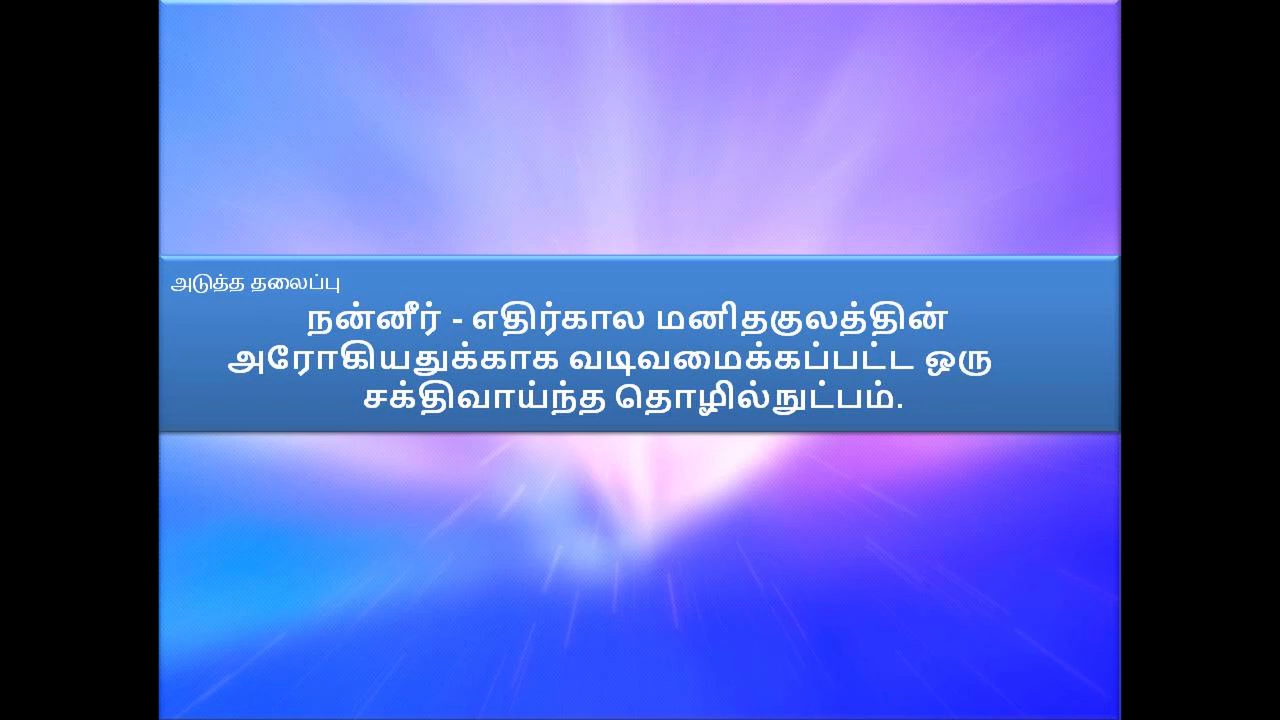 அடுத்த தலைப்பு
நன்னீர் - எதிர்கால மனிதகுலத்தின்
அரோகியதுக்காக வடிவமைக்கப்பட்ட ஒரு
சக்திவாய்ந்த தொழில்நுட்பம்.